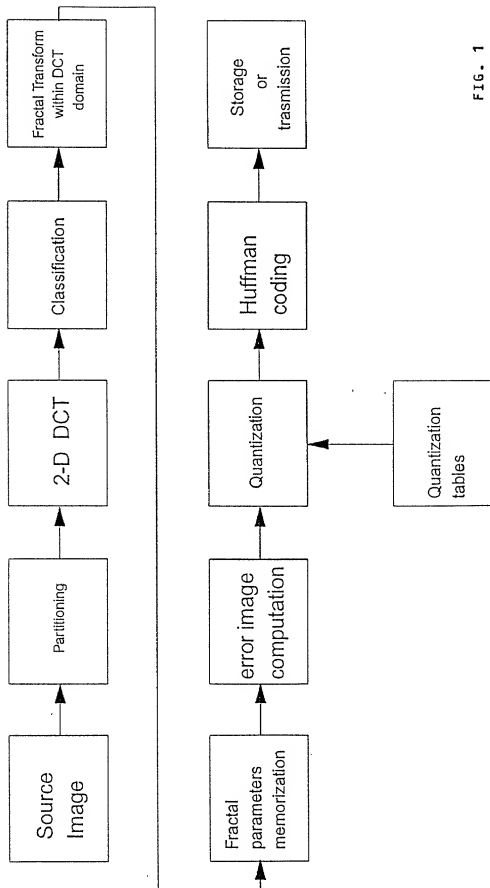 Source
Image
Partitioning
2-D DCT
Classification
Fractal Transform
within DCT
domain
Fractal
parameters
memorization
error image
computation
Quantization
Huffman
coding
Storage
or
trasmission
Quantization
tables
FIG. 1